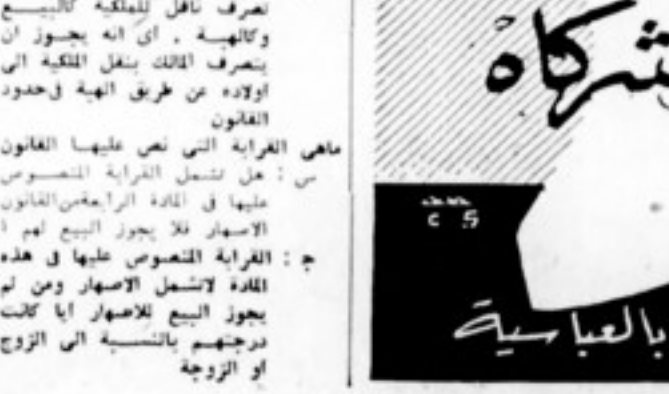 تصرف ناقل للملكية كالبيع
وكالهبة . اى انه يجوز ان
يتصرف المالك بنقل الملكية الى
اولاده عن طريق الهبة فى حدود
القانون
ماهى القرابة التى نص عليها القانون
س : هل تشمل القرابة المنصوص
عليها فى المادة الرابعة من القانون
الاصهار فلا يجوز البيع لهم ؟
ج : القرابة المنصوص عليها فى هذه
المادة لاتشمل الاصهار ومن ثم
يجوز البيع للاصهار ايا كانت
درجتهم بالنسبة الى الزوج
او الزوجة
شركاه
c 5
بالعباسية